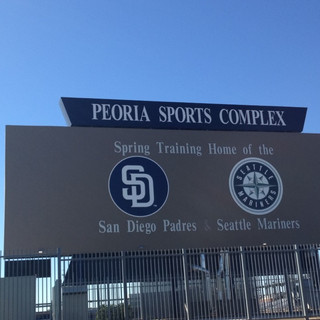 PEORIA SPORTS COMPLEX
Spring Training Home of the
SD
SEATTLE
MARINERS
San Diego Padres & Seattle Mariners